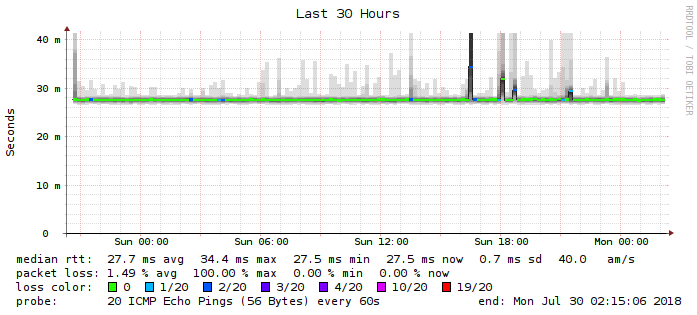 Last 30 Hours
RRDTOOL / TOBI OETIKER
Seconds
40 m
30 m
20 m
10 m
0
Sun 00:00 Sun 06:00 Sun 12:00 Sun 18:00 Mon 00:00
median rtt: 27.7 ms avg 34.4 ms max 27.5 ms min 27.5 ms now 0.7 ms sd 40.0 am/s
packet loss: 1.49 % avg 100.00 % max 0.00 % min 0.00 % now
loss color: 0 1/20 2/20 3/20 4/20 10/20 19/20
probe: 20 ICMP Echo Pings (56 Bytes) every 60s end: Mon Jul 30 02:15:06 2018